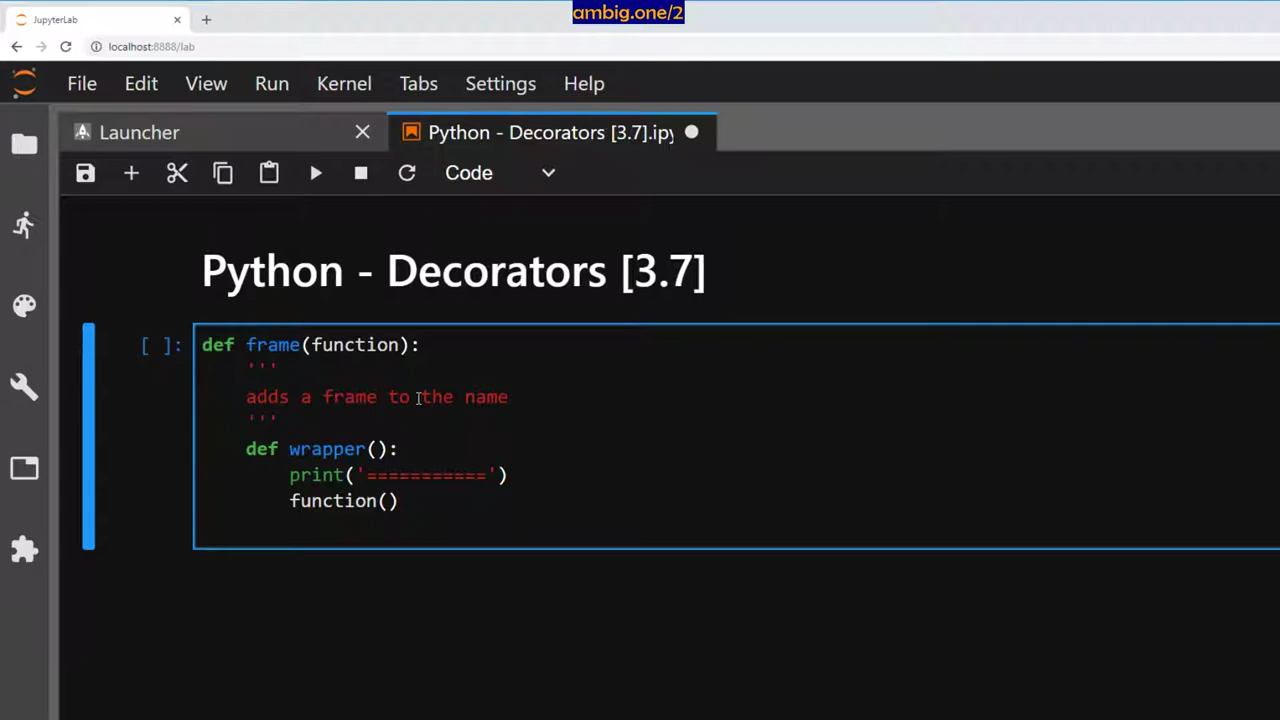 ambig.one/2
JupyterLab
localhost:8888/lab
File Edit View Run Kernel Tabs Settings Help
Launcher Python - Decorators [3.7].ipy
Code
Python - Decorators [3.7]
[ ]: def frame(function):
'''
adds a frame to the name
'''
def wrapper():
print('===========')
function()